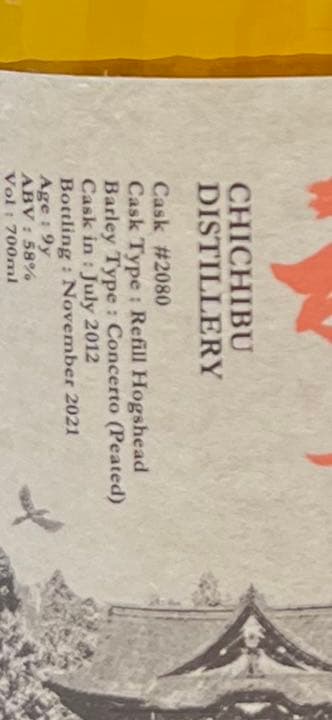 CHICHIBU
DISTILLERY
Cask #2080
Cask Type : Refill Hogshead
Barley Type : Concerto (Peated)
Cask in : July 2012
Bottling : November 2021
Age : 9y
ABV : 58%
Vol : 700ml